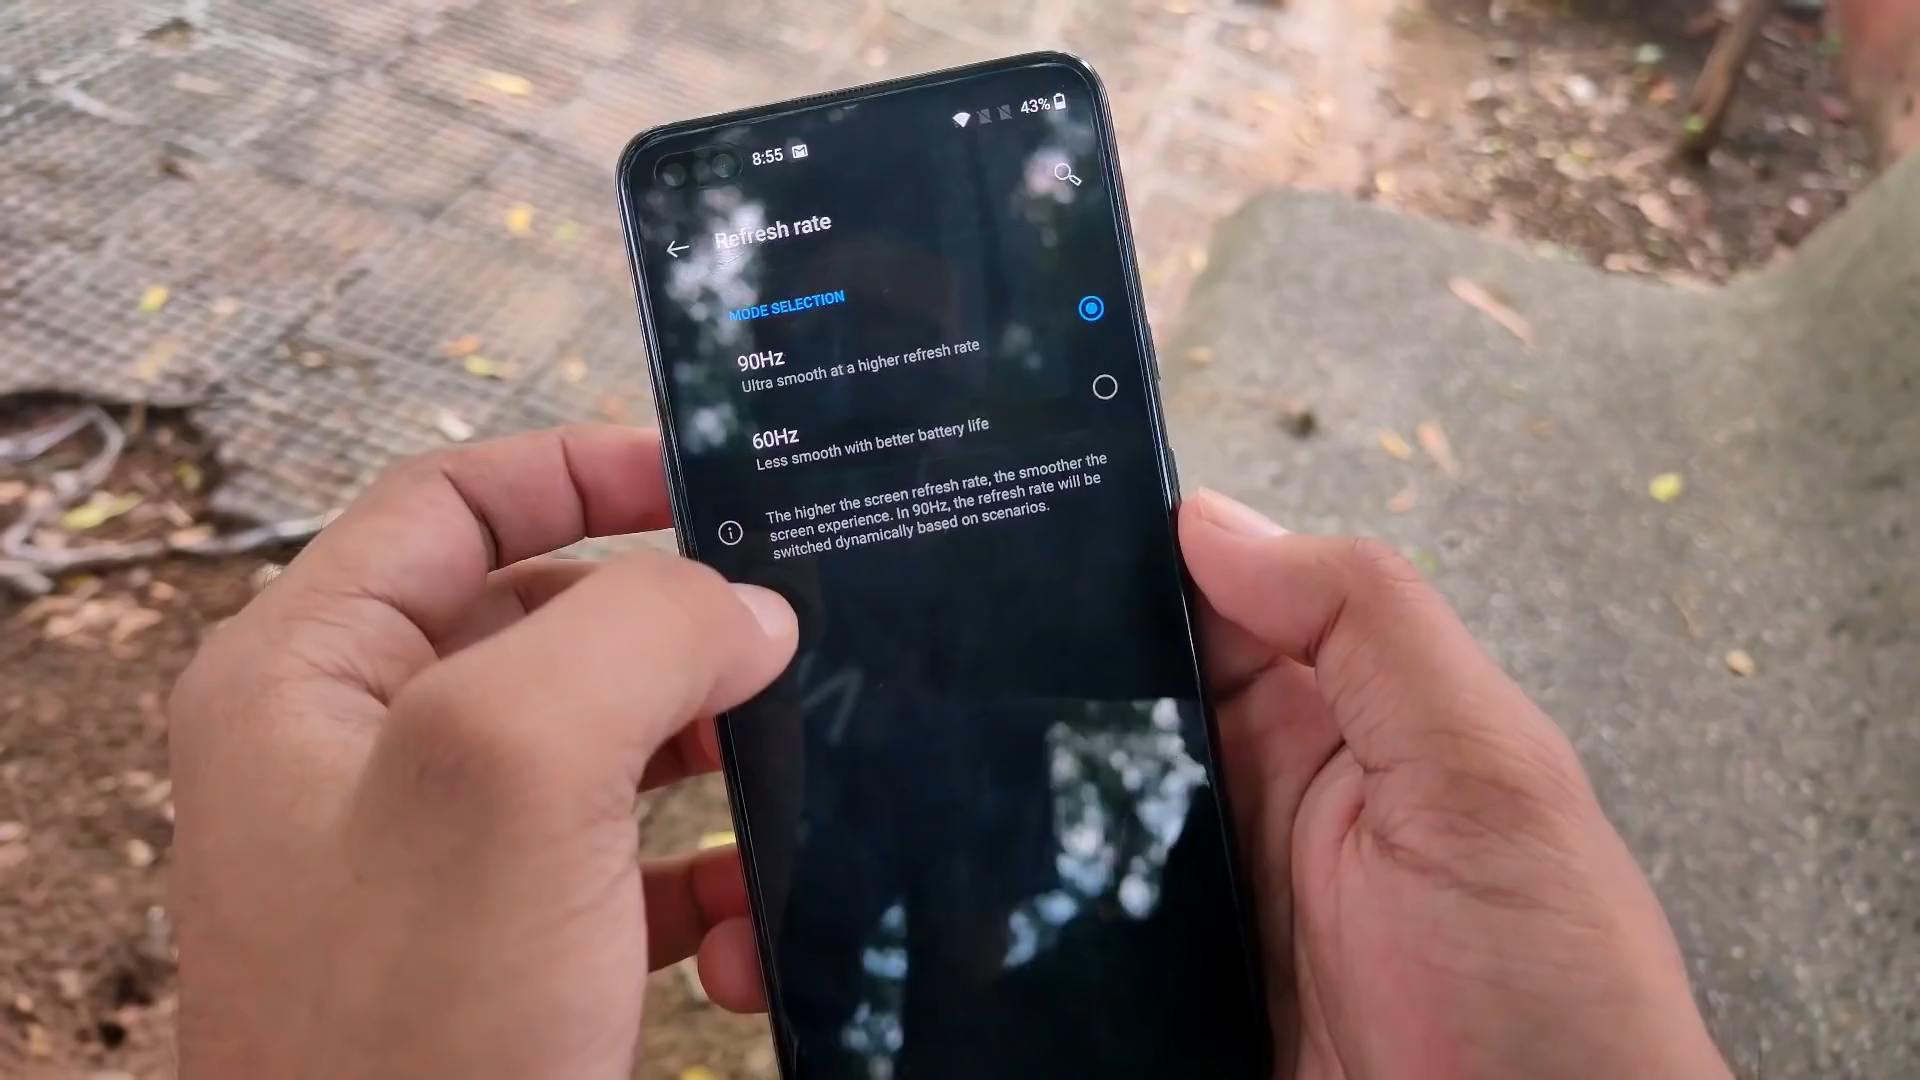 8:55
43%
Refresh rate
MODE SELECTION
90Hz
Ultra smooth at a higher refresh rate
60Hz
Less smooth with better battery life
The higher the screen refresh rate, the smoother the
screen experience. In 90Hz, the refresh rate will be
switched dynamically based on scenarios.